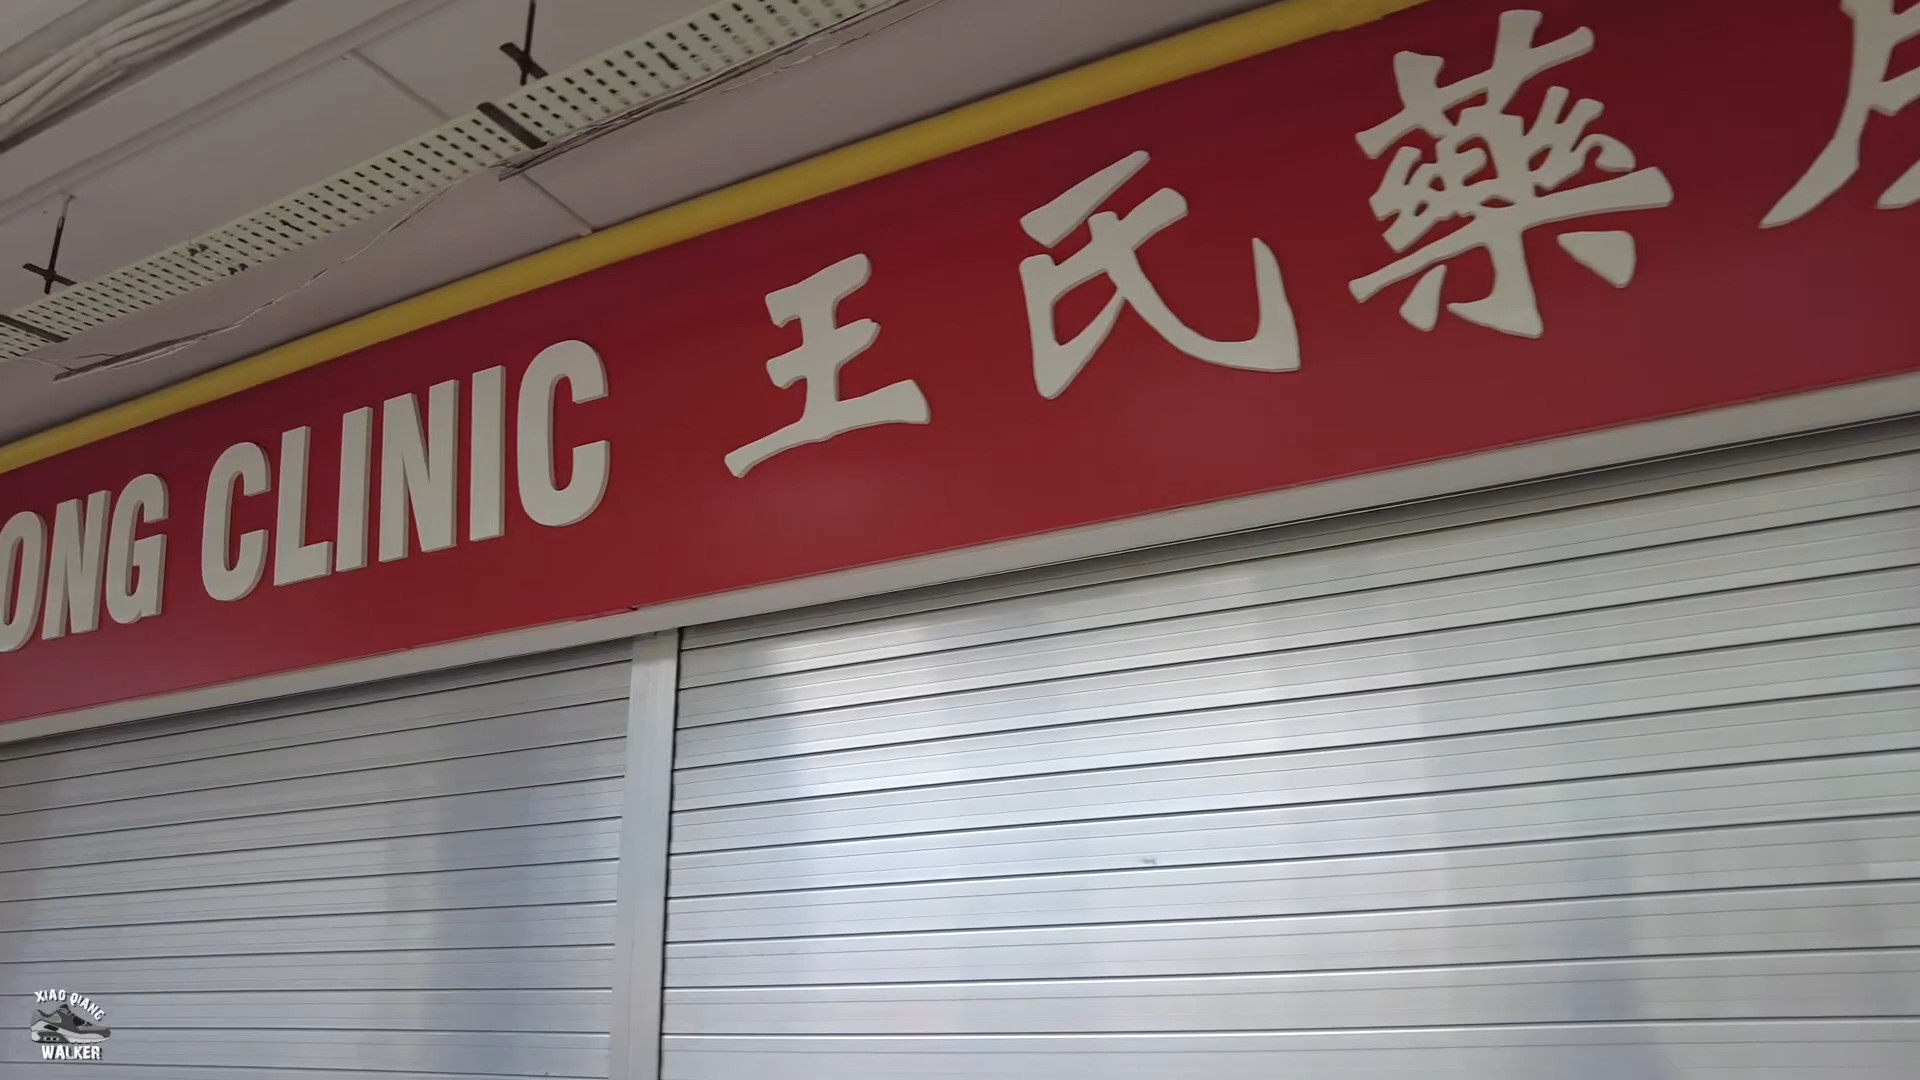 ONG CLINIC 王氏藥
XIAO QIANG
WALKER